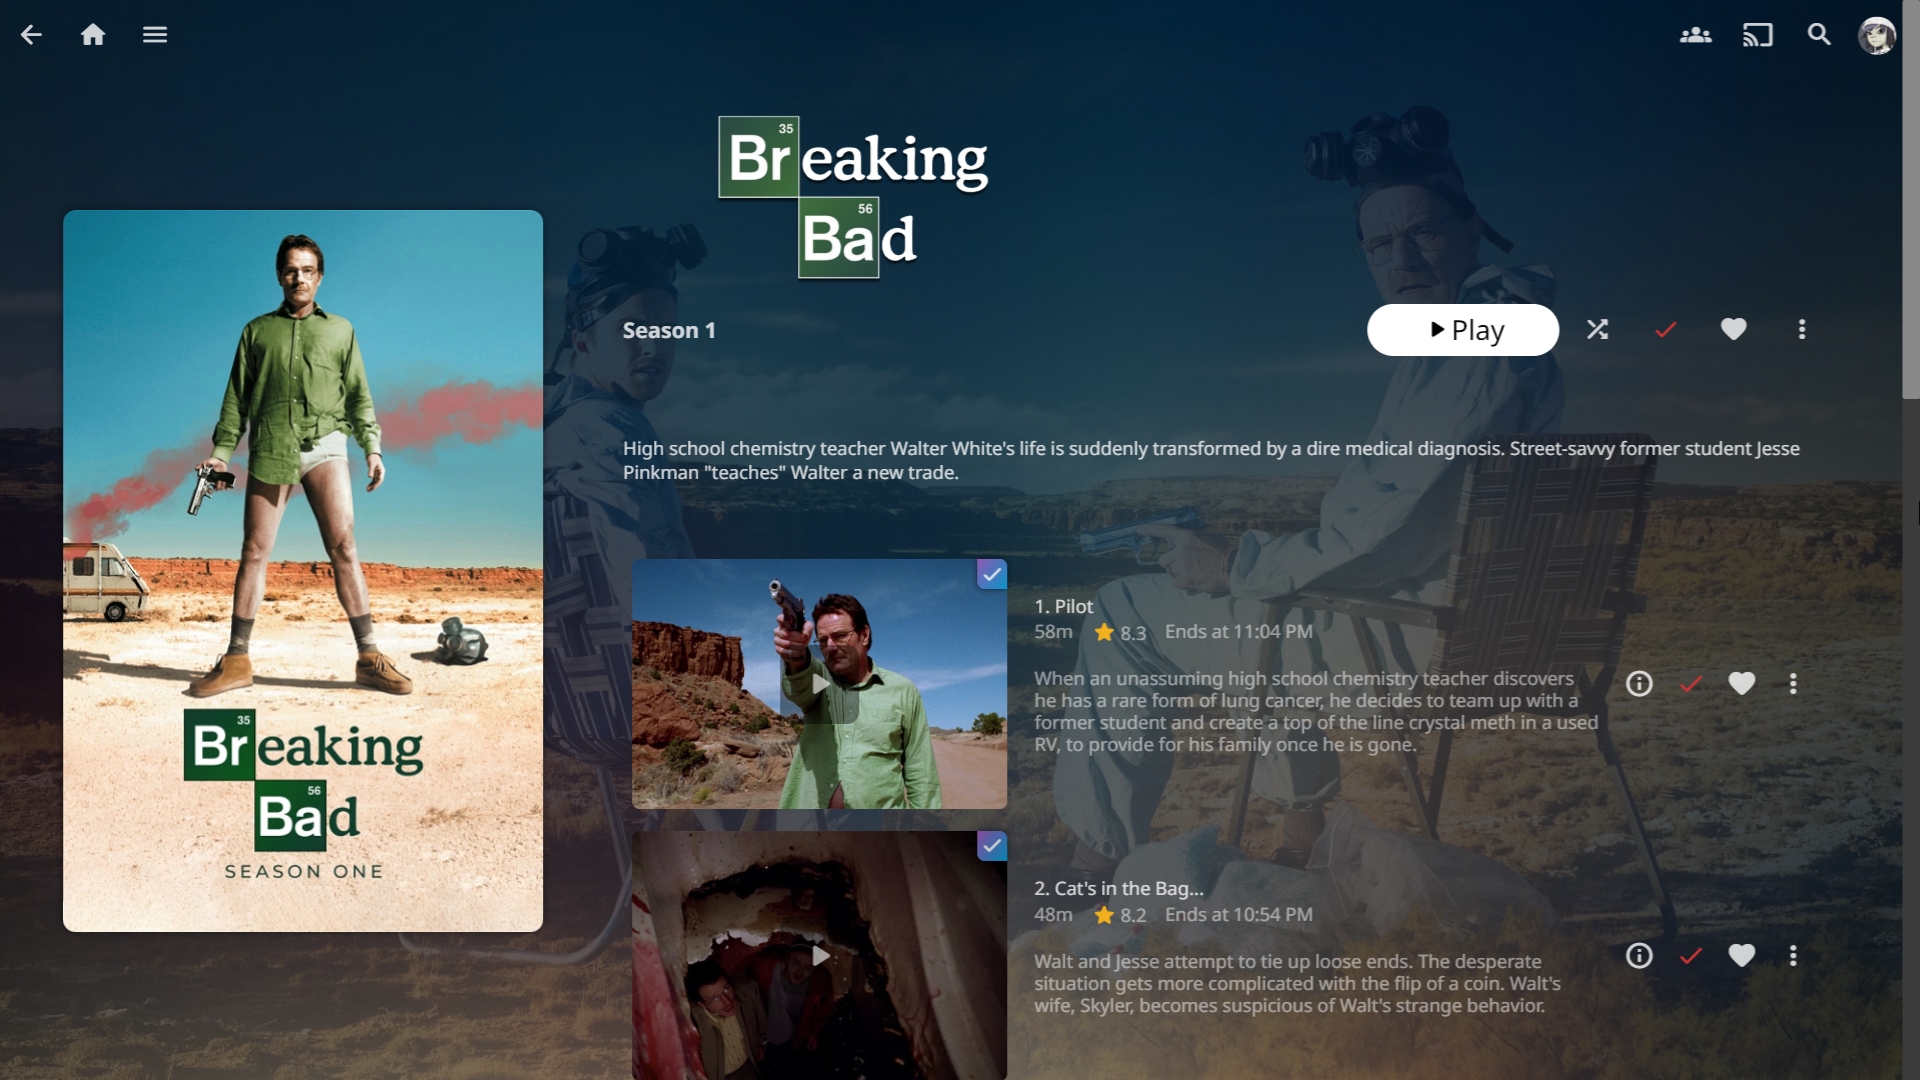 35
Breaking
56
Bad
Season 1
Play
High school chemistry teacher Walter White's life is suddenly transformed by a dire medical diagnosis. Street-savvy former student Jesse
Pinkman "teaches" Walter a new trade.
35
Breaking
56
Bad
SEASON ONE
1. Pilot
58m 8.3 Ends at 11:04 PM
When an unassuming high school chemistry teacher discovers
he has a rare form of lung cancer, he decides to team up with a
former student and create a top of the line crystal meth in a used
RV, to provide for his family once he is gone.
2. Cat's in the Bag...
48m 8.2 Ends at 10:54 PM
Walt and Jesse attempt to tie up loose ends. The desperate
situation gets more complicated with the flip of a coin. Walt's
wife, Skyler, becomes suspicious of Walt's strange behavior.